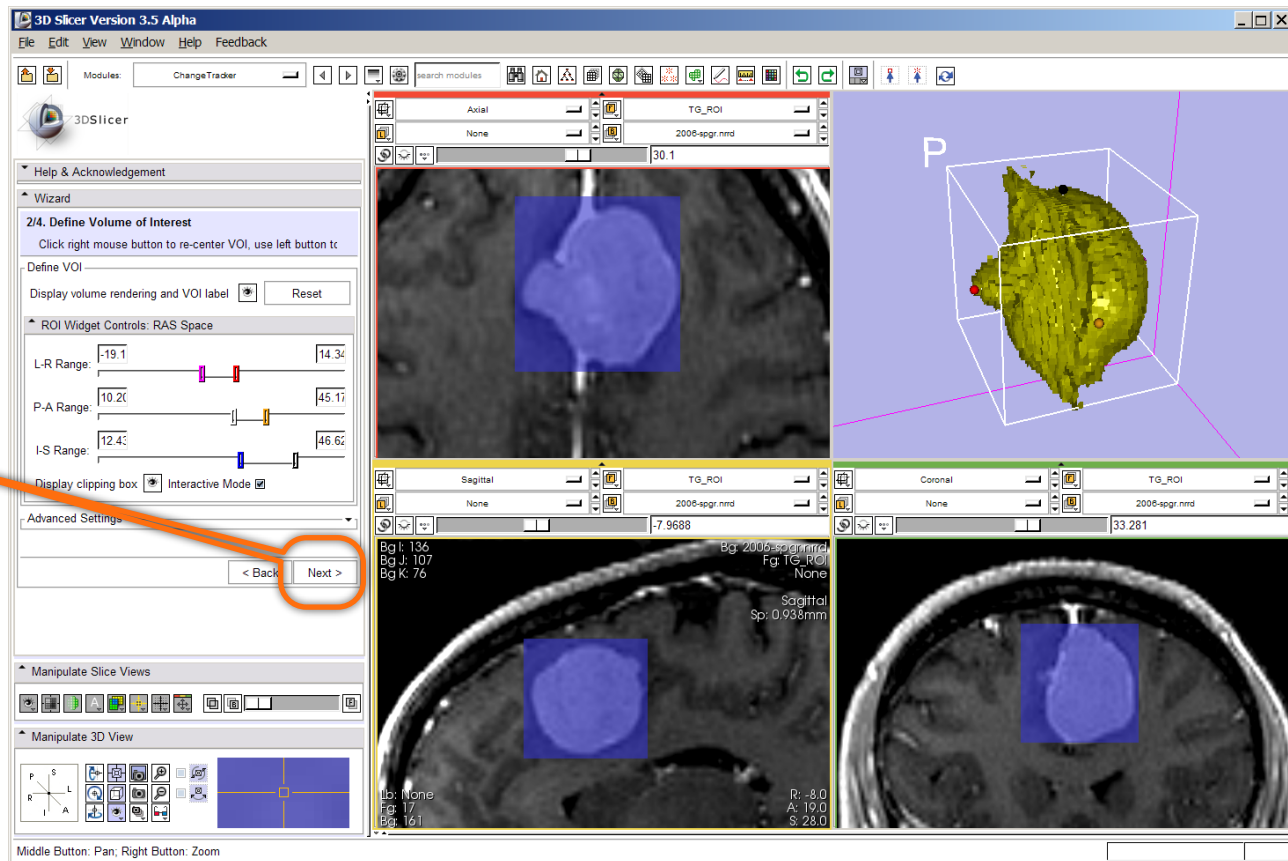 3D Slicer Version 3.5 Alpha
File Edit View Window Help Feedback
Modules: ChangeTracker search modules
3DSlicer
Help & Acknowledgement
Wizard
2/4. Define Volume of Interest
Click right mouse button to re-center VOI, use left button to
Define VOI
Display volume rendering and VOI label Reset
ROI Widget Controls: RAS Space
L-R Range: -19.1 14.34
P-A Range: 10.20 45.17
I-S Range: 12.43 46.62
Display clipping box Interactive Mode
Advanced Settings
< Back Next >
Manipulate Slice Views
Manipulate 3D View
P S
R L
I A
Middle Button: Pan; Right Button: Zoom
Axial TG_ROI
None 2006-spgr.nrrd
30.1
P
Sagittal TG_ROI
None 2006-spgr.nrrd
-7.9688
Bg I: 136
Bg J: 107
Bg K: 76
Bg: 2006-spgr.nrrd
Fg: TG_ROI
None
Sagittal
Sp: 0.938mm
Lb: None
Fg: 17
Bg: 161
R: -8.0
A: 19.0
S: 28.0
Coronal TG_ROI
None 2006-spgr.nrrd
33.281